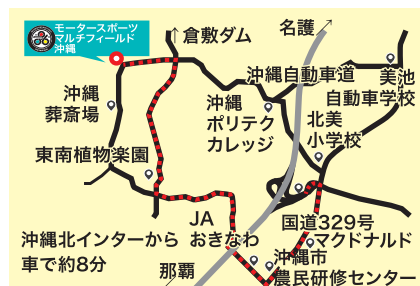 モータースポーツ
マルチフィールド
沖縄
↑倉敷ダム
名護↗
沖縄自動車道
美池
自動車学校
沖縄
葬斎場
沖縄
ポリテク
カレッジ
北美
小学校
東南植物楽園
JA
おきなわ
国道329号
マクドナルド
沖縄北インターから
車で約8分
沖縄市
農民研修センター
那覇